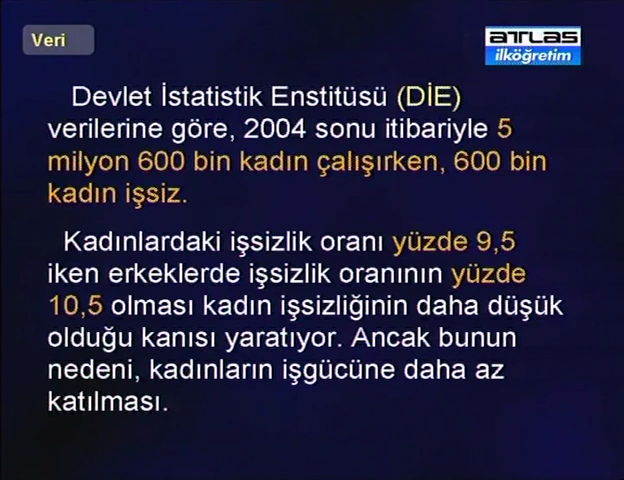 Veri
ATLAS
ilköğretim
Devlet İstatistik Enstitüsü (DİE)
verilerine göre, 2004 sonu itibariyle 5
milyon 600 bin kadın çalışırken, 600 bin
kadın işsiz.
Kadınlardaki işsizlik oranı yüzde 9,5
iken erkeklerde işsizlik oranının yüzde
10,5 olması kadın işsizliğinin daha düşük
olduğu kanısı yaratıyor. Ancak bunun
nedeni, kadınların işgücüne daha az
katılması.